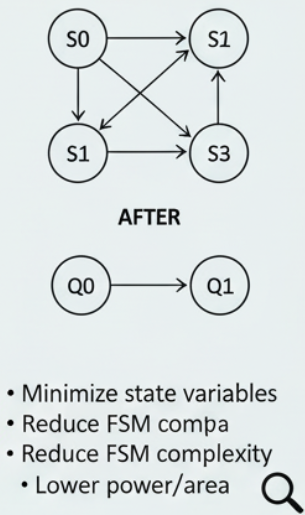 S0 S1
S1 S3
AFTER
Q0 Q1
• Minimize state variables
• Reduce FSM compa
• Reduce FSM complexity
• Lower power/area